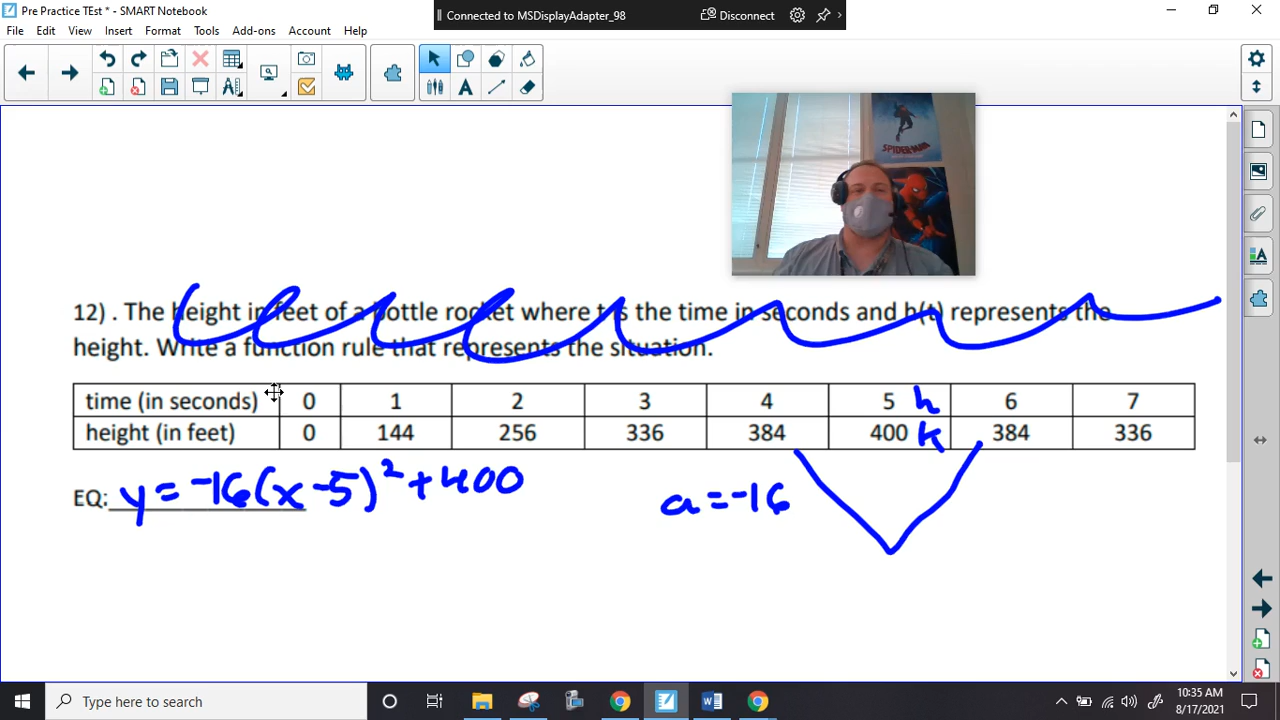 Pre Practice TEst * - SMART Notebook
Connected to MSDisplayAdapter_98 Disconnect
File Edit View Insert Format Tools Add-ons Account Help
SPIDER-MAN
12) . The height in feet of a bottle rocket where t is the time in seconds and h(t) represents the
height. Write a function rule that represents the situation.
time (in seconds) 0 1 2 3 4 5 h 6 7
height (in feet) 0 144 256 336 384 400 k 384 336
EQ: y = -16(x-5)² + 400
a = -16
Type here to search
10:35 AM
8/17/2021